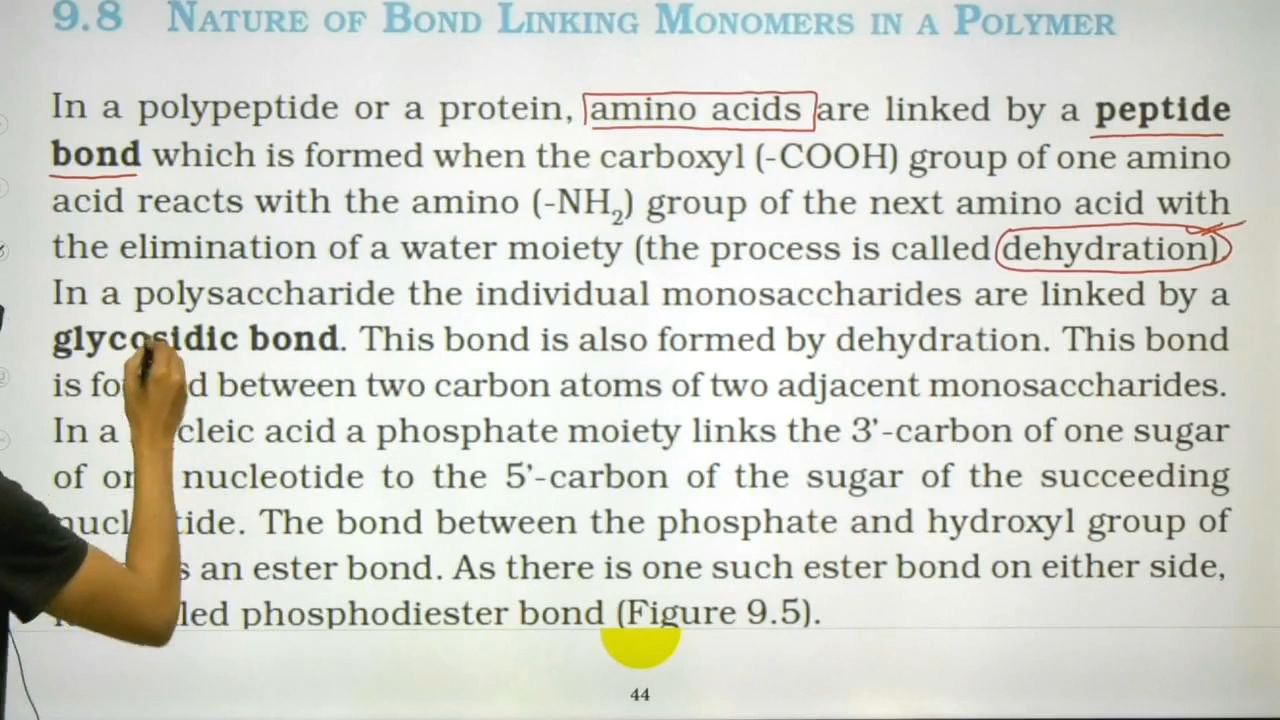 9.8 NATURE OF BOND LINKING MONOMERS IN A POLYMER
In a polypeptide or a protein, amino acids are linked by a peptide
bond which is formed when the carboxyl (-COOH) group of one amino
acid reacts with the amino (-NH₂) group of the next amino acid with
the elimination of a water moiety (the process is called dehydration).
In a polysaccharide the individual monosaccharides are linked by a
glycosidic bond. This bond is also formed by dehydration. This bond
is between two carbon atoms of two adjacent monosaccharides.
In a acid a phosphate moiety links the 3’-carbon of one sugar
of nucleotide to the 5’-carbon of the sugar of the succeeding
The bond between the phosphate and hydroxyl group of
an ester bond. As there is one such ester bond on either side,
phosphodiester bond (Figure 9.5).
44